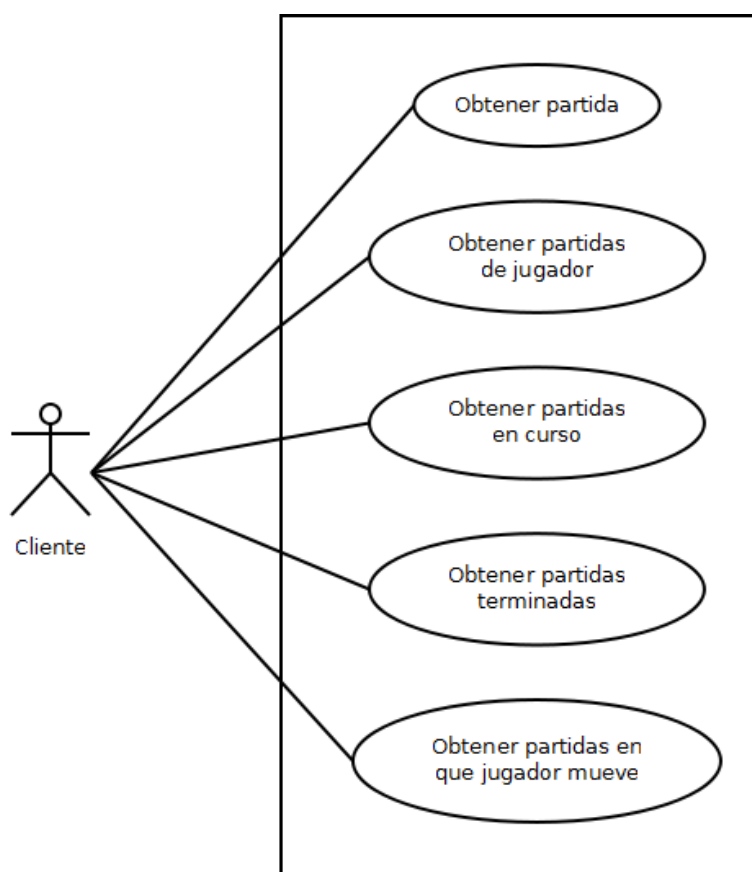 Obtener partida
Obtener partidas
de jugador
Obtener partidas
en curso
Cliente
Obtener partidas
terminadas
Obtener partidas en
que jugador mueve